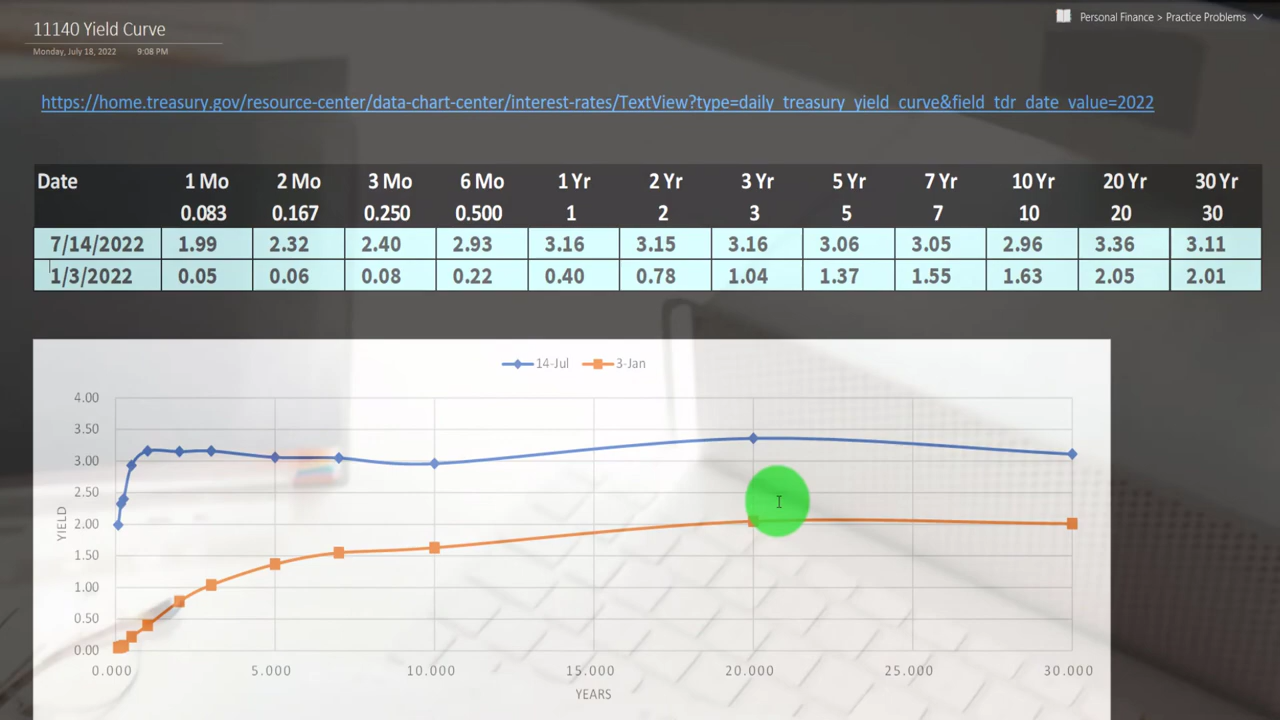 11140 Yield Curve
Personal Finance > Practice Problems
Monday, July 18, 2022 9:08 PM
https://home.treasury.gov/resource-center/data-chart-center/interest-rates/TextView?type=daily_treasury_yield_curve&field_tdr_date_value=2022
Date 1 Mo 2 Mo 3 Mo 6 Mo 1 Yr 2 Yr 3 Yr 5 Yr 7 Yr 10 Yr 20 Yr 30 Yr
0.083 0.167 0.250 0.500 1 2 3 5 7 10 20 30
7/14/2022 1.99 2.32 2.40 2.93 3.16 3.15 3.16 3.06 3.05 2.96 3.36 3.11
1/3/2022 0.05 0.06 0.08 0.22 0.40 0.78 1.04 1.37 1.55 1.63 2.05 2.01
14-Jul 3-Jan
4.00
3.50
3.00
2.50
2.00
1.50
1.00
0.50
0.00
YIELD
0.000 5.000 10.000 15.000 20.000 25.000 30.000
YEARS